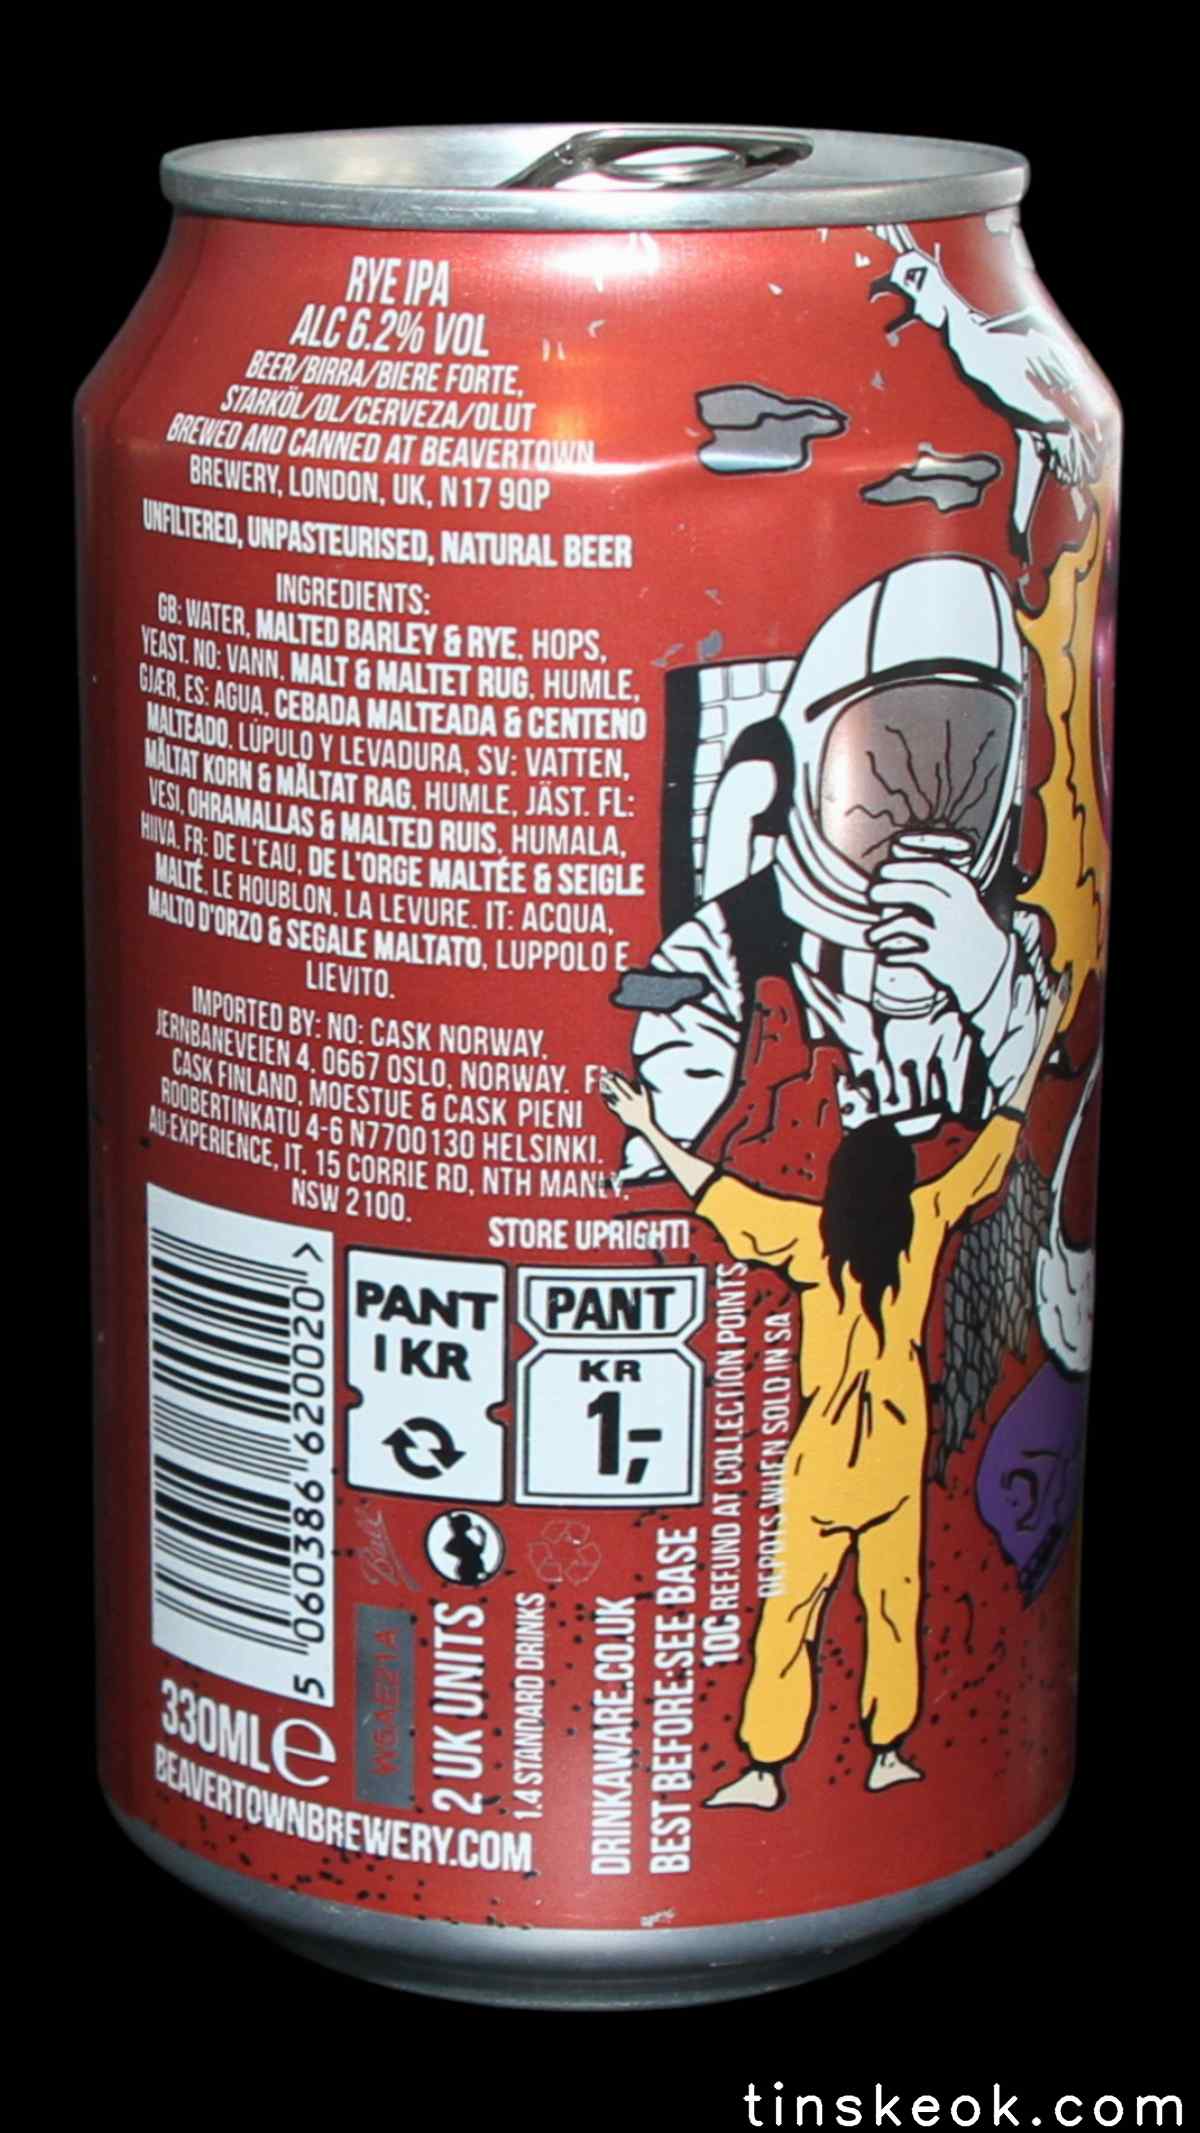 RYE IPA
ALC 6.2% VOL
BEER/BIRRA/BIERE FORTE,
STARKÖL/OL/CERVEZA/OLUT
BREWED AND CANNED AT BEAVERTOWN
BREWERY, LONDON, UK, N17 9QP
UNFILTERED, UNPASTEURISED, NATURAL BEER
INGREDIENTS:
GB: WATER, MALTED BARLEY & RYE, HOPS,
YEAST. NO: VANN, MALT & MALTET RUG, HUMLE,
GJÆR, ES: AGUA, CEBADA MALTEADA & CENTENO
MALTEADO, LÚPULO Y LEVADURA, SV: VATTEN,
MÄLTAT KORN & MÄLTAT RAG, HUMLE, JÄST. FL:
VESI, OHRAMALLAS & MALTED RUIS, HUMALA,
HIIVA, FR: DE L'EAU, DE L'ORGE MALTÉE & SEIGLE
MALTÉ, LE HOUBLON, LA LEVURE. IT: ACQUA,
MALTO D'ORZO & SEGALE MALTATO, LUPPOLO E
LIEVITO.
IMPORTED BY: NO: CASK NORWAY,
JERNBANEVEIEN 4, 0667 OSLO, NORWAY.
CASK FINLAND, MOESTUE & CASK PIENI
ROOBERTINKATU 4-6 N7700130 HELSINKI.
AU-EXPERIENCE, IT, 15 CORRIE RD, NTH MANLY,
NSW 2100.
STORE UPRIGHT!
5 060386 620020 >
PANT
1 KR
PANT
KR
1,-
10C REFUND AT COLLECTION POINTS
DEPOTS WHEN SOLD IN SA
Ball
W6AE21A
2 UK UNITS
1.4 STANDARD DRINKS
DRINKAWARE.CO.UK
BEST BEFORE:SEE BASE
330ML e
BEAVERTOWNBREWERY.COM
tinskeok.com